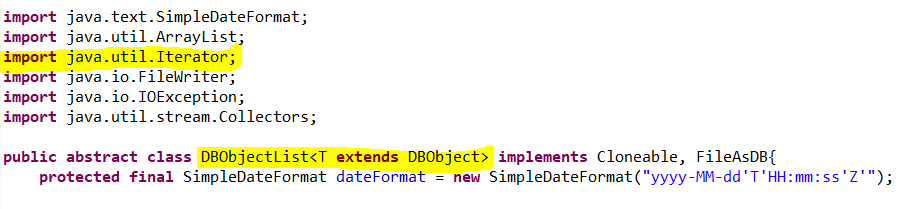 import java.text.SimpleDateFormat;
import java.util.ArrayList;
import java.util.Iterator;
import java.io.FileWriter;
import java.io.IOException;
import java.util.stream.Collectors;
public abstract class DBObjectList<T extends DBObject> implements Cloneable, FileAsDB{
protected final SimpleDateFormat dateFormat = new SimpleDateFormat("yyyy-MM-dd'T'HH:mm:ss'Z'");